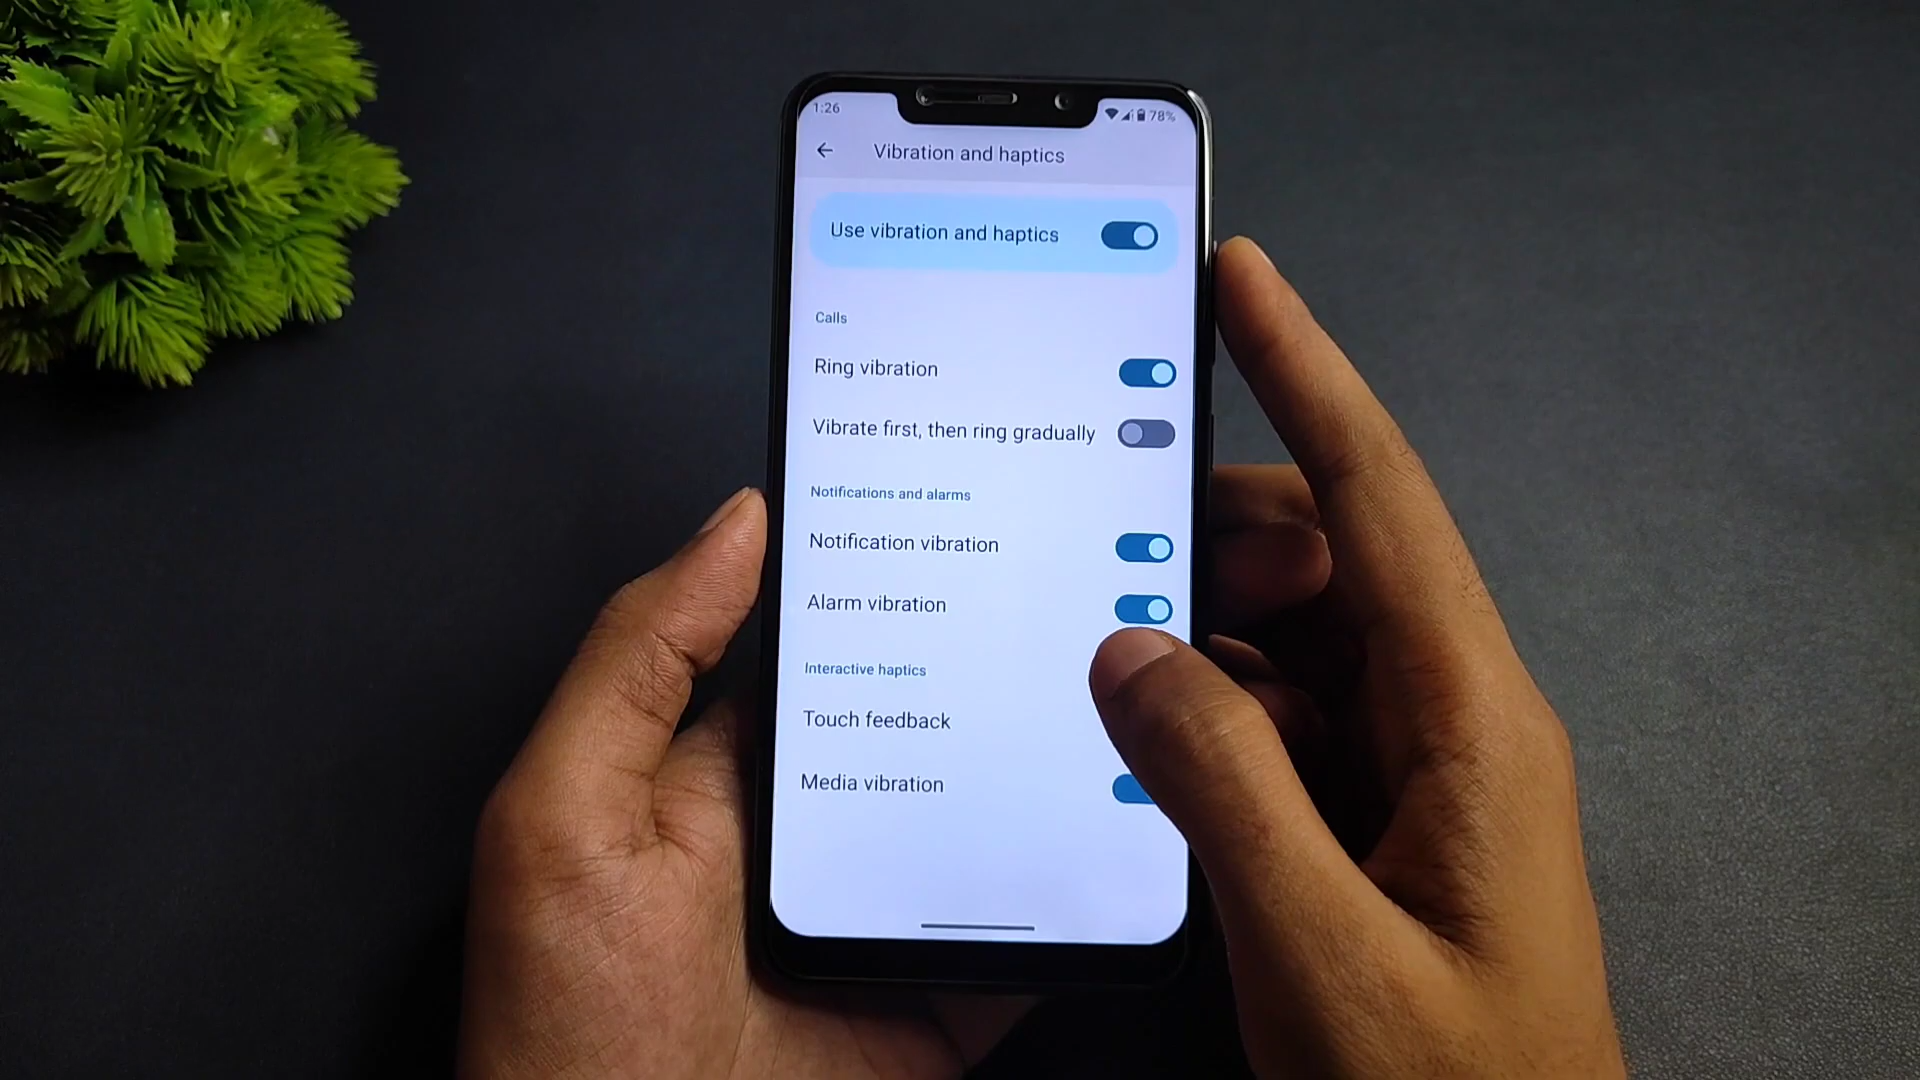 1:26
78%
Vibration and haptics
Use vibration and haptics
Calls
Ring vibration
Vibrate first, then ring gradually
Notifications and alarms
Notification vibration
Alarm vibration
Interactive haptics
Touch feedback
Media vibration